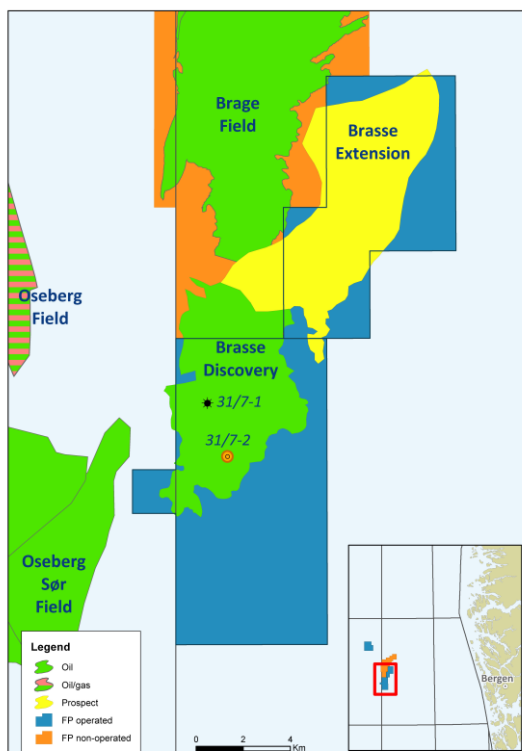 Brage
Field
Brasse
Extension
Oseberg
Field
Brasse
Discovery
31/7-1
31/7-2
Oseberg
Sør
Field
Legend
Oil
Oil/gas
Prospect
FP operated
FP non-operated
0 2 4
Km
Bergen